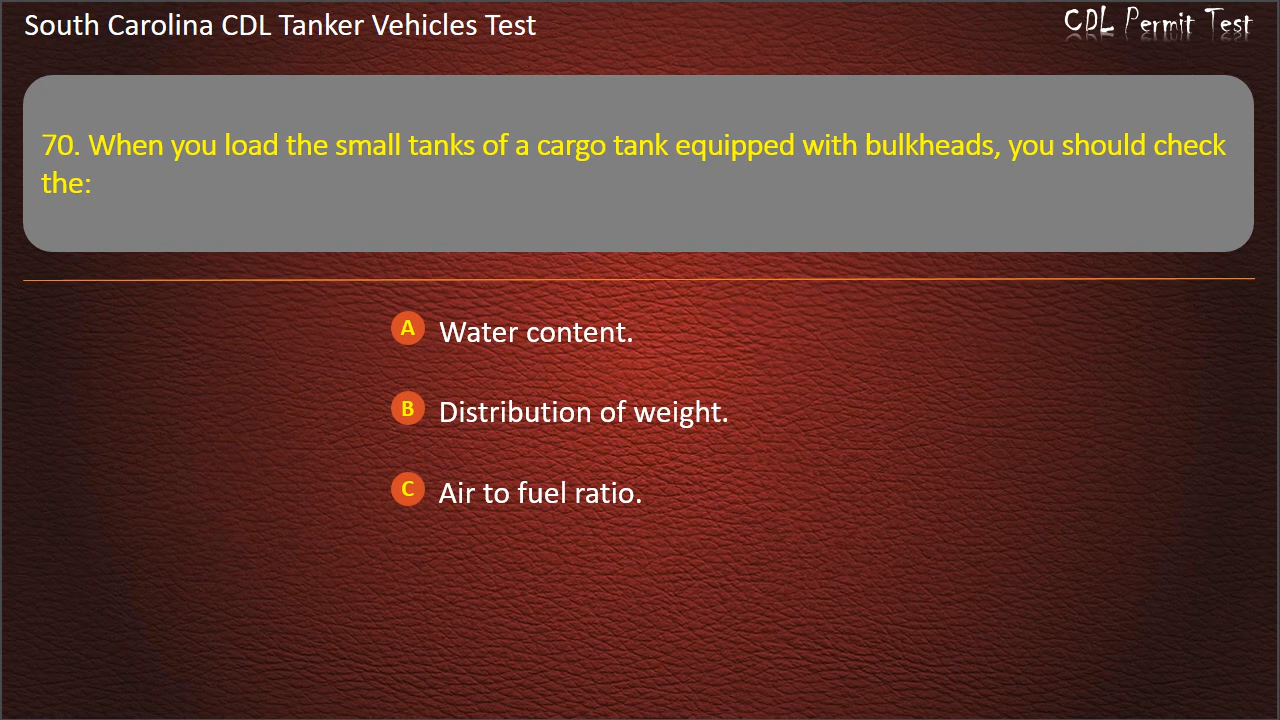 South Carolina CDL Tanker Vehicles Test
CDL Permit Test
70. When you load the small tanks of a cargo tank equipped with bulkheads, you should check
the:
A Water content.
B Distribution of weight.
C Air to fuel ratio.